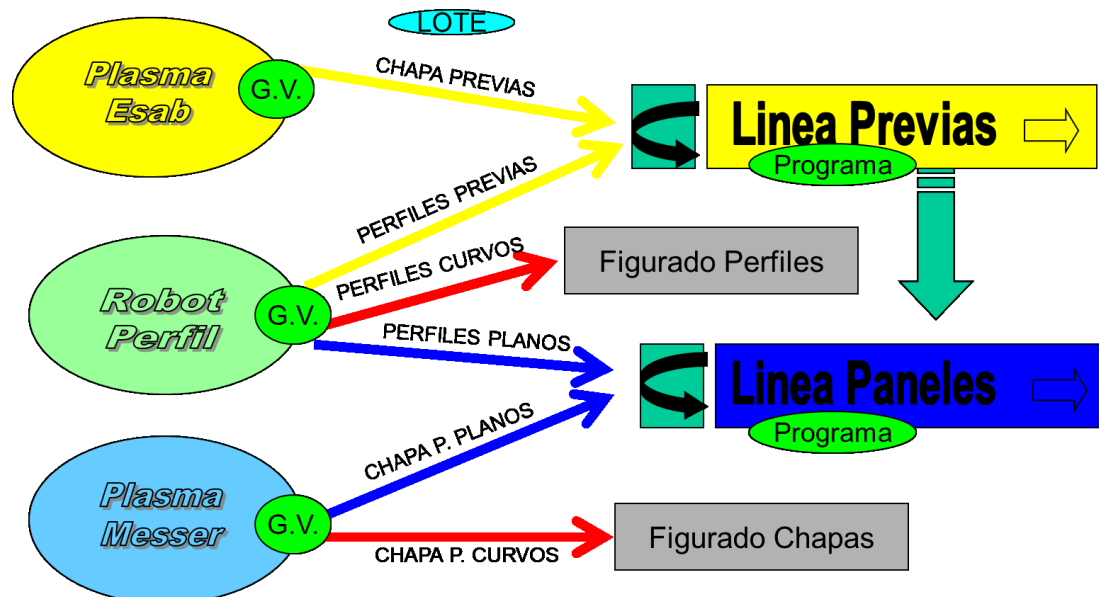 LOTE
Plasma
Esab
G.V.
CHAPA PREVIAS
Linea Previas
Programa
PERFILES PREVIAS
PERFILES CURVOS
Figurado Perfiles
Robot
Perfil
G.V.
PERFILES PLANOS
Linea Paneles
Programa
CHAPA P. PLANOS
Plasma
Messer
G.V.
CHAPA P. CURVOS
Figurado Chapas